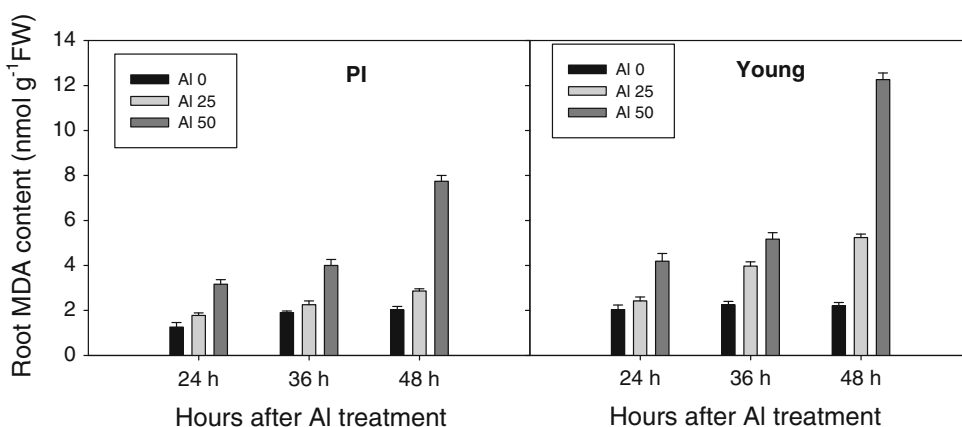 Root MDA content (nmol g⁻¹FW)
14
12
10
8
6
4
2
0
Al 0
Al 25
Al 50
PI
24 h
36 h
48 h
Hours after Al treatment
Al 0
Al 25
Al 50
Young
24 h
36 h
48 h
Hours after Al treatment